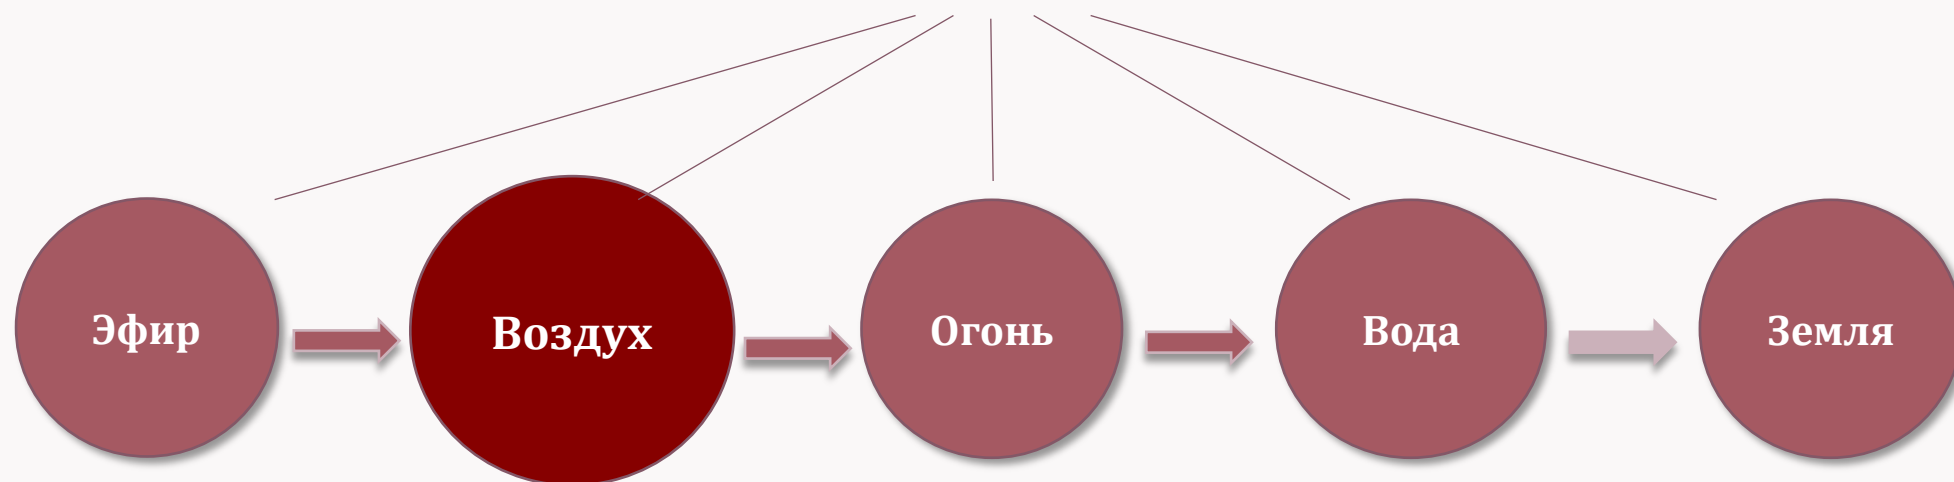 Эфир
Воздух
Огонь
Вода
Земля